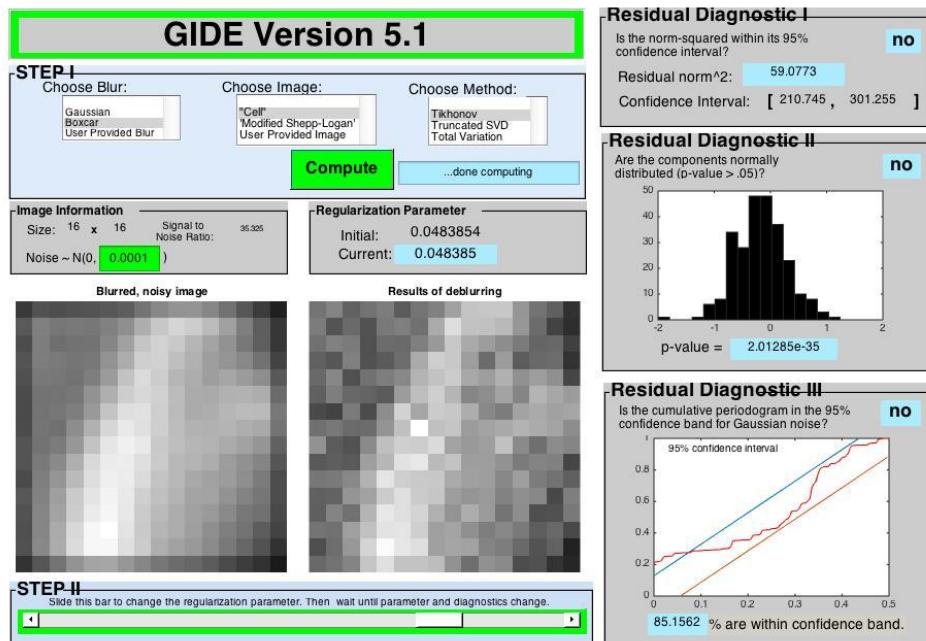 GIDE Version 5.1
STEP I
Choose Blur:
Gaussian
Boxcar
User Provided Blur
Choose Image:
"Cell"
'Modified Shepp-Logan'
User Provided Image
Choose Method:
Tikhonov
Truncated SVD
Total Variation
Compute
...done computing
Image Information
Size: 16 x 16
Signal to
Noise Ratio:
35.325
Noise ~ N(0, 0.0001 )
Regularization Parameter
Initial: 0.0483854
Current: 0.048385
Blurred, noisy image
Results of deblurring
STEP II
Slide this bar to change the regularization parameter. Then wait until parameter and diagnostics change.
Residual Diagnostic I
Is the norm-squared within its 95%
confidence interval?
no
Residual norm^2: 59.0773
Confidence Interval: [ 210.745 , 301.255 ]
Residual Diagnostic II
Are the components normally
distributed (p-value > .05)?
no
50
40
30
20
10
0
-2 -1 0 1 2
p-value = 2.01285e-35
Residual Diagnostic III
Is the cumulative periodogram in the 95%
confidence band for Gaussian noise?
no
95% confidence interval
1
0.8
0.6
0.4
0.2
0
0 0.1 0.2 0.3 0.4 0.5
85.1562 % are within confidence band.